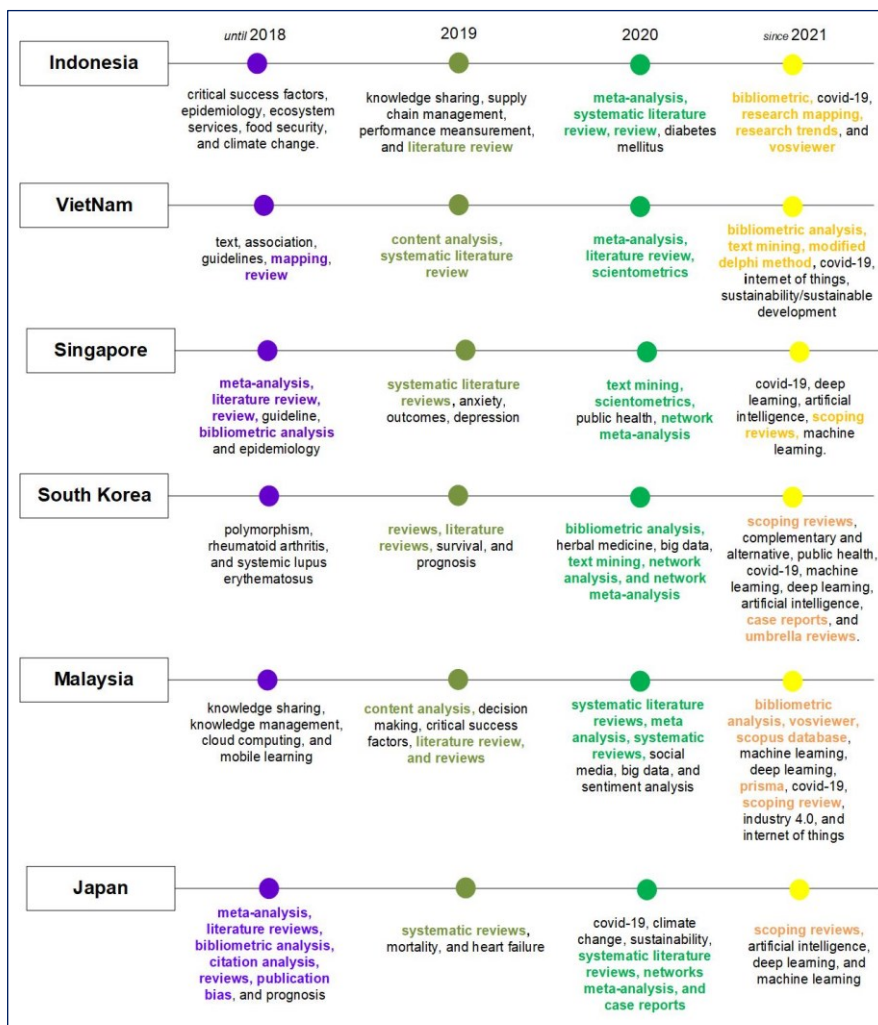 until 2018
2019
2020
since 2021
Indonesia
critical success factors,
epidemiology, ecosystem
services, food security,
and climate change.
knowledge sharing, supply
chain management,
performance meansurement,
and literature review
meta-analysis,
systematic literature
review, review, diabetes
mellitus
bibliometric, covid-19,
research mapping,
research trends, and
vosviewer
VietNam
text, association,
guidelines, mapping,
review
content analysis,
systematic literature
review
meta-analysis,
literature review,
scientometrics
bibliometric analysis,
text mining, modified
delphi method, covid-19,
internet of things,
sustainability/sustainable
development
Singapore
meta-analysis,
literature review,
review, guideline,
bibliometric analysis
and epidemiology
systematic literature
reviews, anxiety,
outcomes, depression
text mining,
scientometrics,
public health, network
meta-analysis
covid-19, deep
learning, artificial
intelligence, scoping
reviews, machine
learning.
South Korea
polymorphism,
rheumatoid arthritis,
and systemic lupus
erythematosus
reviews, literature
reviews, survival, and
prognosis
bibliometric analysis,
herbal medicine, big data,
text mining, network
analysis, and network
meta-analysis
scoping reviews,
complementary and
alternative, public health,
covid-19, machine
learning, deep learning,
artificial intelligence,
case reports, and
umbrella reviews.
Malaysia
knowledge sharing,
knowledge management,
cloud computing, and
mobile learning
content analysis, decision
making, critical success
factors, literature review,
and reviews
systematic literature
reviews, meta
analysis, systematic
reviews, social
media, big data, and
sentiment analysis
bibliometric
analysis, vosviewer,
scopus database,
machine learning,
deep learning,
prisma, covid-19,
scoping review,
industry 4.0, and
internet of things
Japan
meta-analysis,
literature reviews,
bibliometric analysis,
citation analysis,
reviews, publication
bias, and prognosis
systematic reviews,
mortality, and heart failure
covid-19, climate
change, sustainability,
systematic literature
reviews, networks
meta-analysis, and
case reports
scoping reviews,
artificial intelligence,
deep learning, and
machine learning